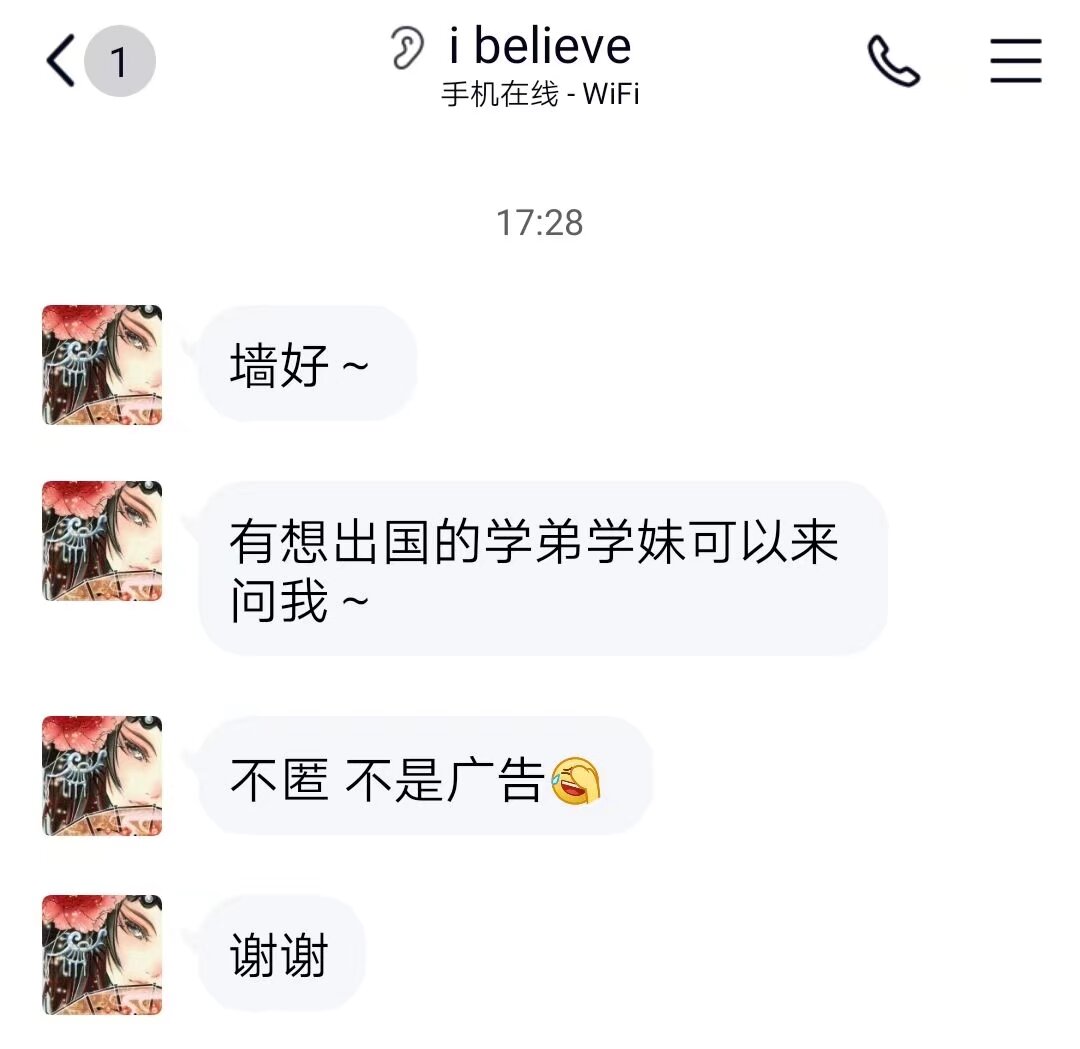 1
i believe
手机在线 - WiFi
17:28
墙好~
有想出国的学弟学妹可以来
问我~
不匿 不是广告
谢谢